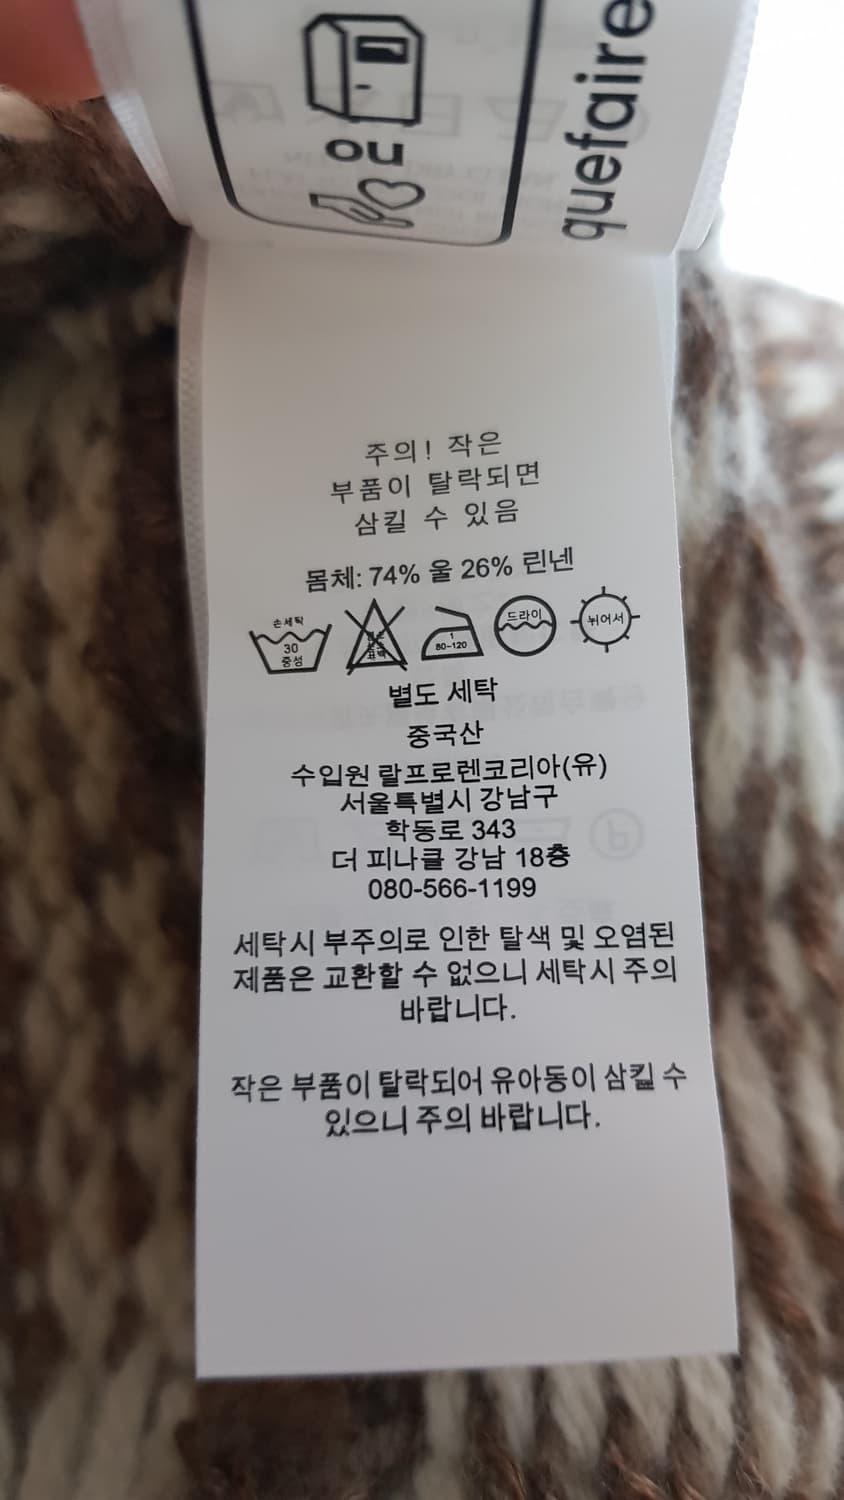 ou
quefaire
주의! 작은
부품이 탈락되면
삼킬 수 있음
몸체: 74% 울 26% 린넨
손세탁
30
중성
1
80~120
드라이
뉘어서
별도 세탁
중국산
수입원 랄프로렌코리아(유)
서울특별시 강남구
학동로 343
더 피나클 강남 18층
080-566-1199
세탁시 부주의로 인한 탈색 및 오염된
제품은 교환할 수 없으니 세탁시 주의
바랍니다.
작은 부품이 탈락되어 유아동이 삼킬 수
있으니 주의 바랍니다.